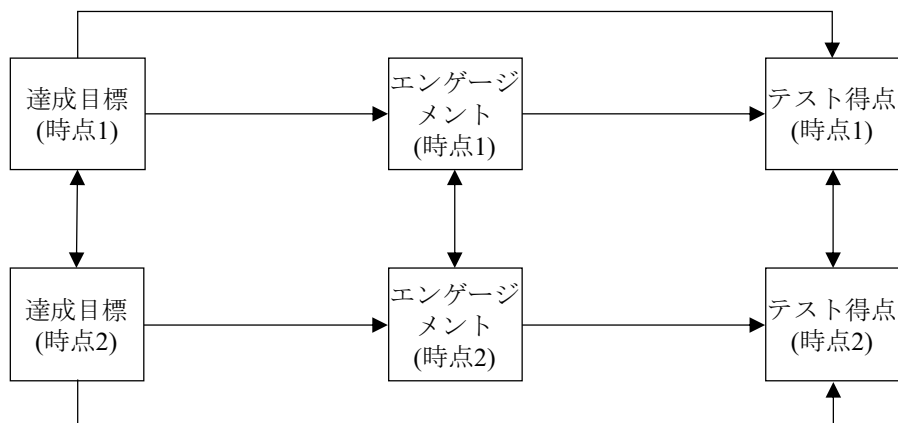 達成目標
(時点1)
エンゲージ
メント
(時点1)
テスト得点
(時点1)
達成目標
(時点2)
エンゲージ
メント
(時点2)
テスト得点
(時点2)